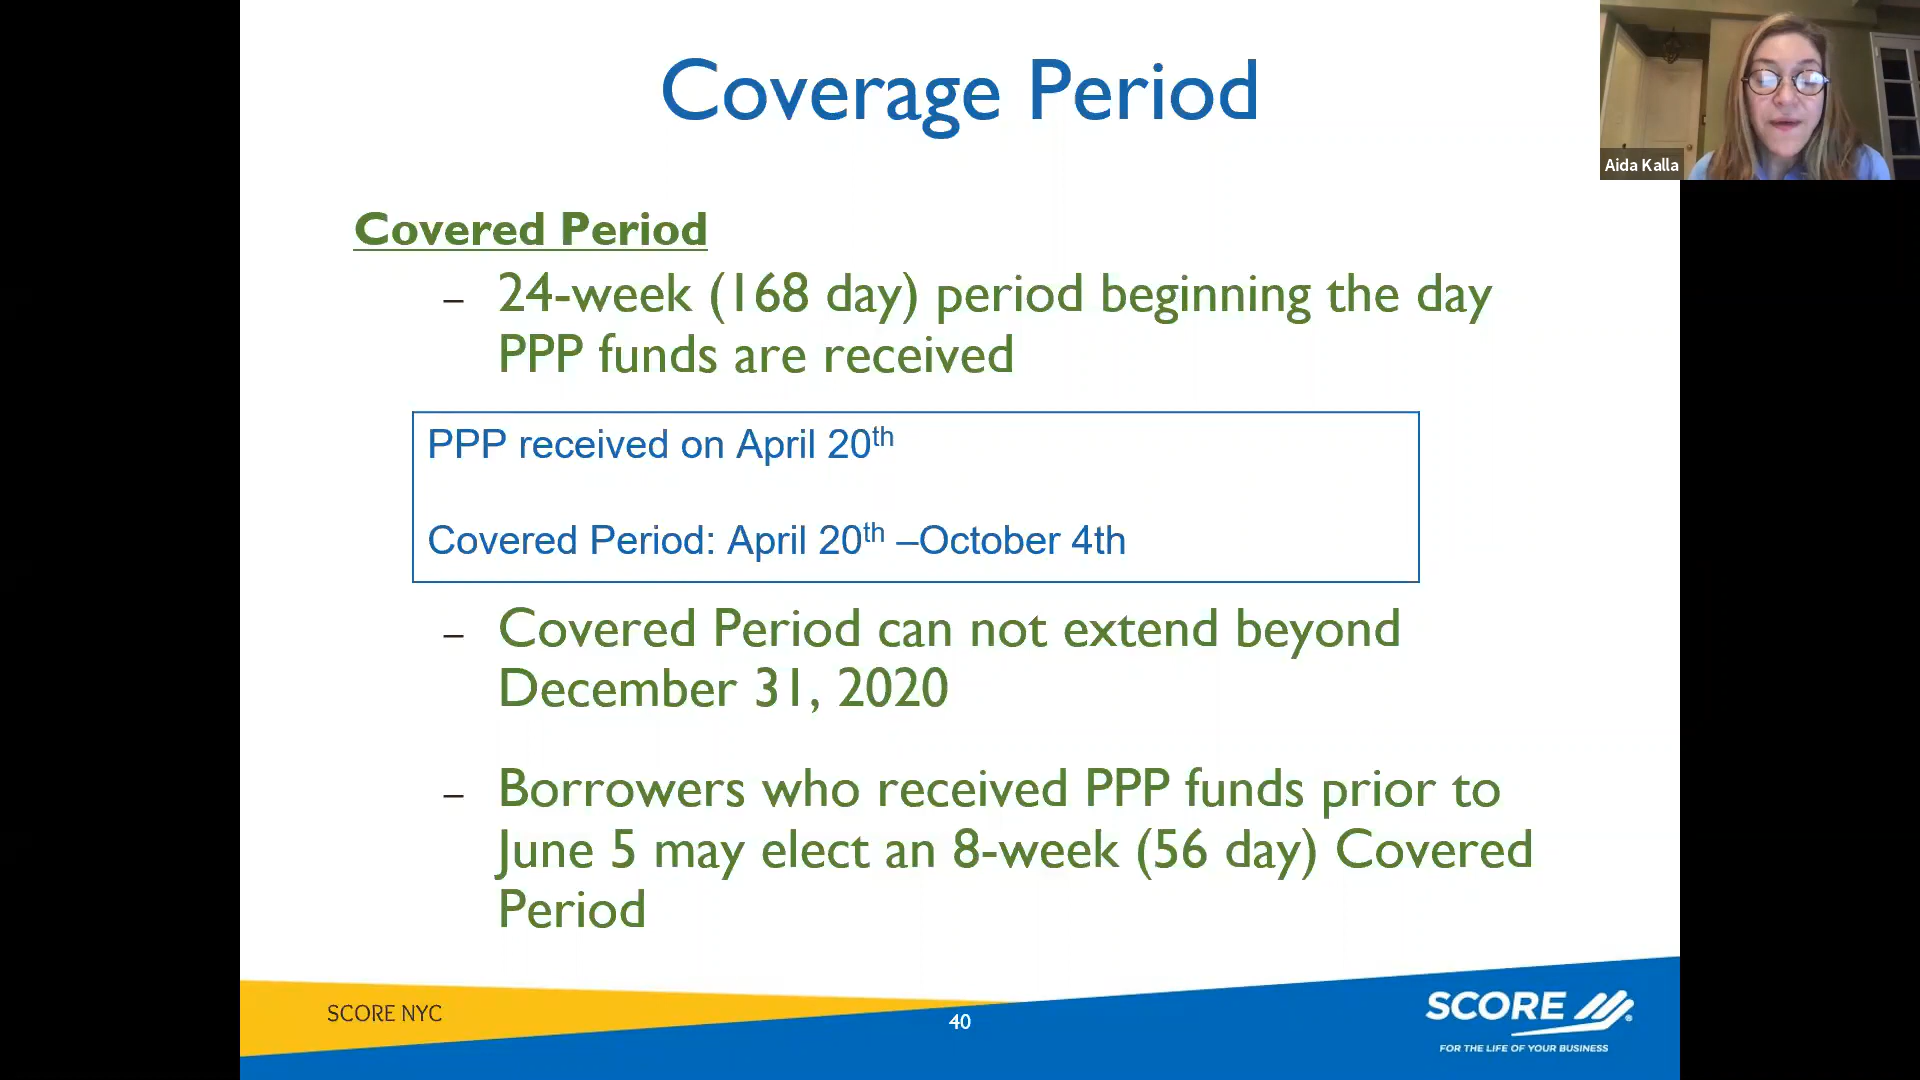 Coverage Period
Aida Kalla
Covered Period
– 24-week (168 day) period beginning the day
PPP funds are received
PPP received on April 20th
Covered Period: April 20th –October 4th
– Covered Period can not extend beyond
December 31, 2020
– Borrowers who received PPP funds prior to
June 5 may elect an 8-week (56 day) Covered
Period
SCORE NYC
40
SCORE
FOR THE LIFE OF YOUR BUSINESS